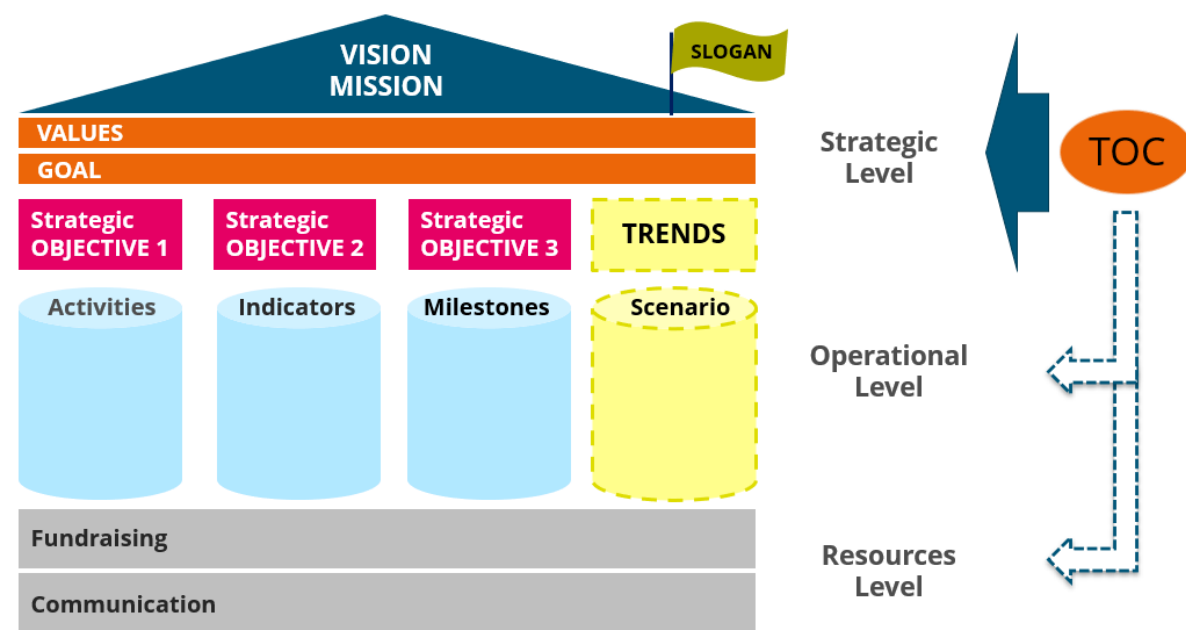 VISION
MISSION
SLOGAN
VALUES
GOAL
Strategic
OBJECTIVE 1
Strategic
OBJECTIVE 2
Strategic
OBJECTIVE 3
TRENDS
Strategic
Level
TOC
Activities
Indicators
Milestones
Scenario
Operational
Level
Fundraising
Communication
Resources
Level